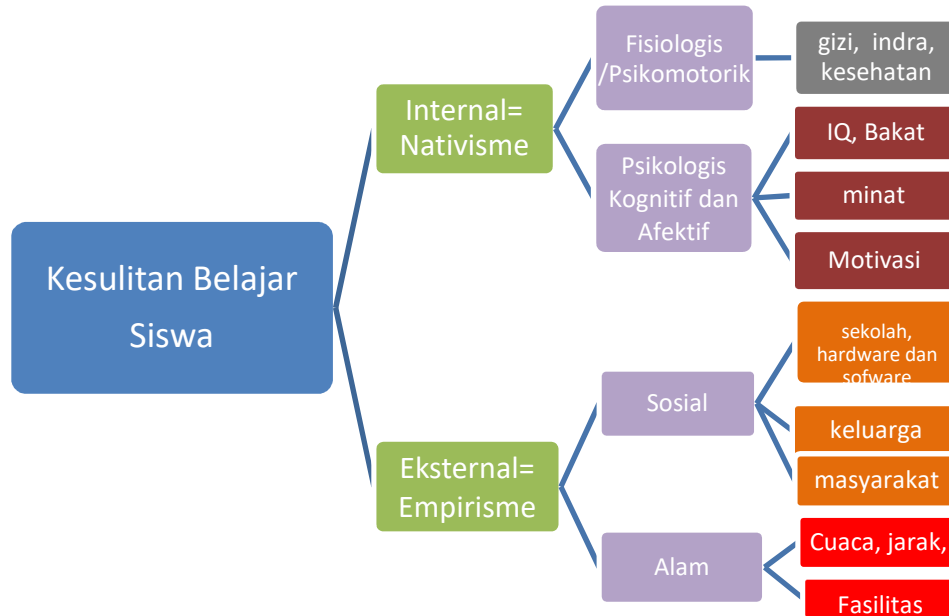 Kesulitan Belajar
Siswa
Internal=
Nativisme
Fisiologis
/Psikomotorik
gizi, indra,
kesehatan
Psikologis
Kognitif dan
Afektif
IQ, Bakat
minat
Motivasi
Eksternal=
Empirisme
Sosial
sekolah,
hardware dan
sofware
keluarga
masyarakat
Alam
Cuaca, jarak,
Fasilitas